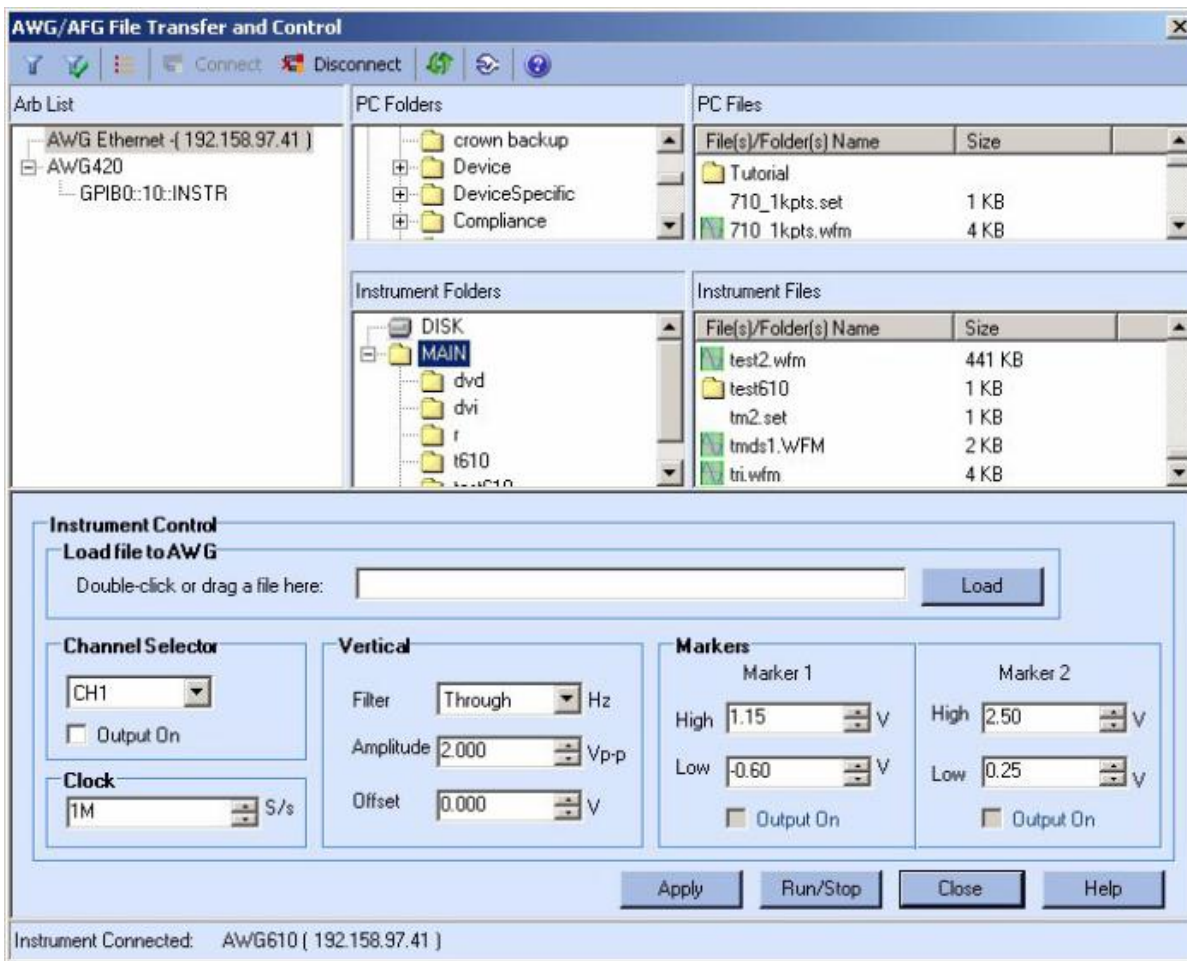 AWG/AFG File Transfer and Control
Connect Disconnect
Arb List
AWG Ethernet -( 192.158.97.41 )
AWG420
GPIB0::10::INSTR
PC Folders
crown backup
Device
DeviceSpecific
Compliance
PC Files
File(s)/Folder(s) Name Size
Tutorial
710_1kpts.set 1 KB
710_1kpts.wfm 4 KB
Instrument Folders
DISK
MAIN
dvd
dvi
r
t610
Instrument Files
File(s)/Folder(s) Name Size
test2.wfm 441 KB
test610 1 KB
tm2.set 1 KB
tmds1.WFM 2 KB
tri.wfm 4 KB
Instrument Control
Load file to AWG
Double-click or drag a file here: Load
Channel Selector
CH1
Output On
Clock
1M S/s
Vertical
Filter Through Hz
Amplitude 2.000 Vp-p
Offset 0.000 V
Markers
Marker 1
High 1.15 V
Low -0.60 V
Output On
Marker 2
High 2.50 V
Low 0.25 V
Output On
Apply Run/Stop Close Help
Instrument Connected: AWG610 ( 192.158.97.41 )